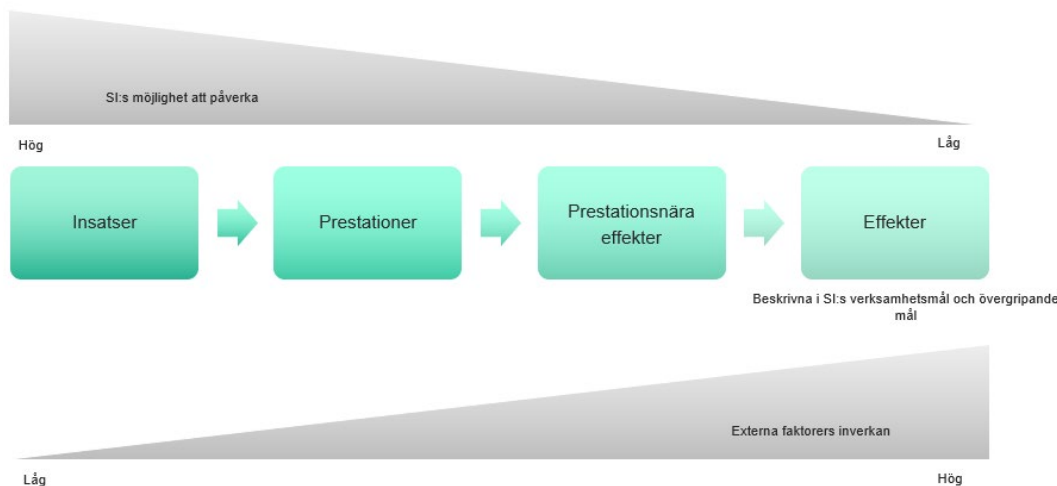 SI:s möjlighet att påverka
Hög
Låg
Insatser
Prestationer
Prestationsnära
effekter
Effekter
Beskrivna i SI:s verksamhetsmål och övergripande
mål
Externa faktorers inverkan
Låg
Hög